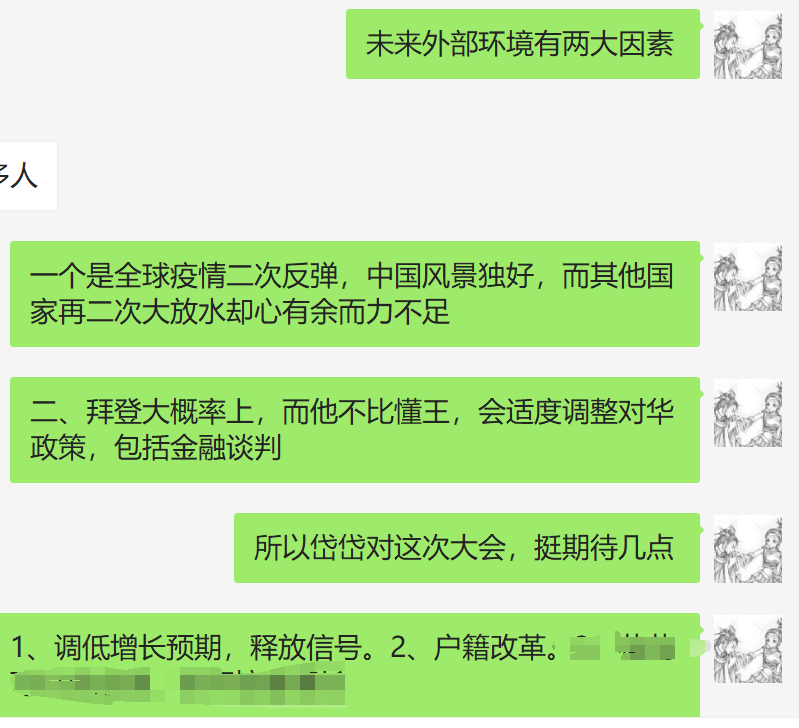 未来外部环境有两大因素
多人
一个是全球疫情二次反弹，中国风景独好，而其他国
家再二次大放水却心有余而力不足
二、拜登大概率上，而他不比懂王，会适度调整对华
政策，包括金融谈判
所以岱岱对这次大会，挺期待几点
1、调低增长预期，释放信号。2、户籍改革。